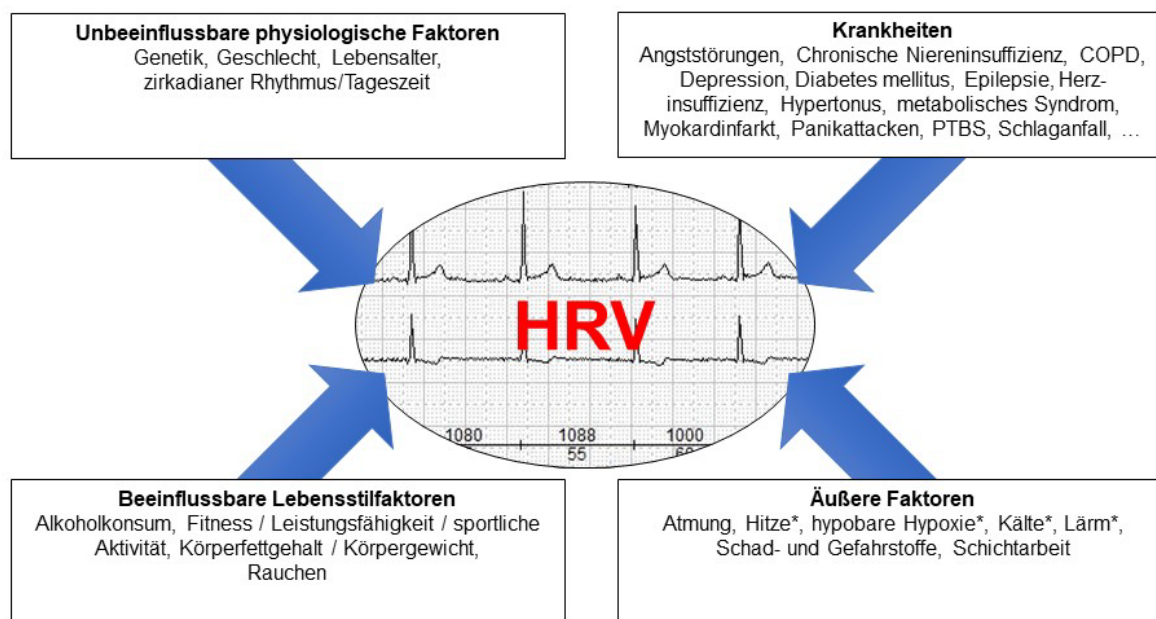 Unbeeinflussbare physiologische Faktoren
Genetik, Geschlecht, Lebensalter,
zirkadianer Rhythmus/Tageszeit
Krankheiten
Angststörungen, Chronische Niereninsuffizienz, COPD,
Depression, Diabetes mellitus, Epilepsie, Herz-
insuffizienz, Hypertonus, metabolisches Syndrom,
Myokardinfarkt, Panikattacken, PTBS, Schlaganfall, …
HRV
1080 1088 1000
55
Beeinflussbare Lebensstilfaktoren
Alkoholkonsum, Fitness / Leistungsfähigkeit / sportliche
Aktivität, Körperfettgehalt / Körpergewicht,
Rauchen
Äußere Faktoren
Atmung, Hitze*, hypobare Hypoxie*, Kälte*, Lärm*,
Schad- und Gefahrstoffe, Schichtarbeit